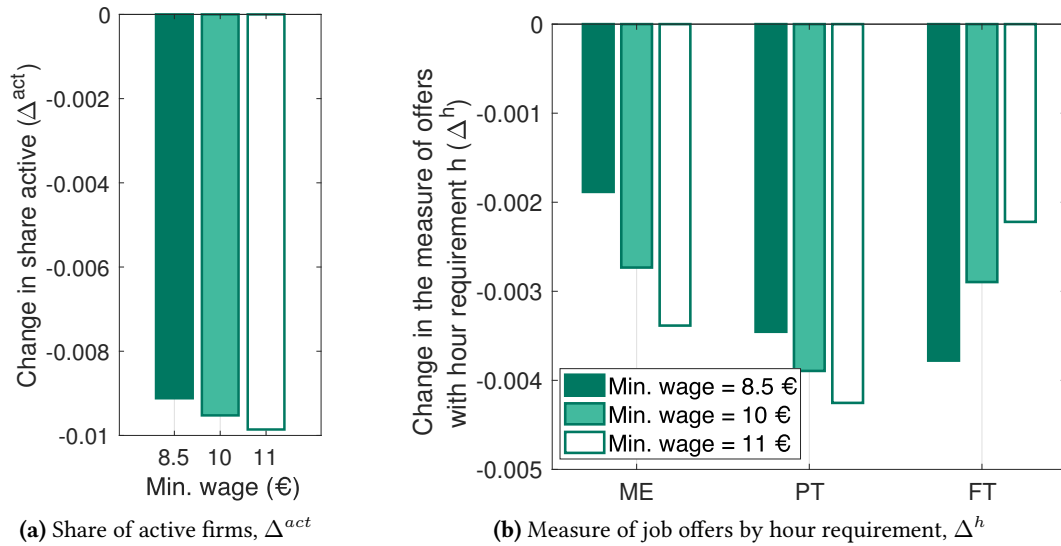 0
-0.002
-0.004
-0.006
-0.008
-0.01
Change in share active (Δ^act)
8.5 10 11
Min. wage (€)
(a) Share of active firms, Δ^act
0
-0.001
-0.002
-0.003
-0.004
-0.005
Change in the measure of offers
with hour requirement h (Δ^h)
Min. wage = 8.5 €
Min. wage = 10 €
Min. wage = 11 €
ME PT FT
(b) Measure of job offers by hour requirement, Δ^h